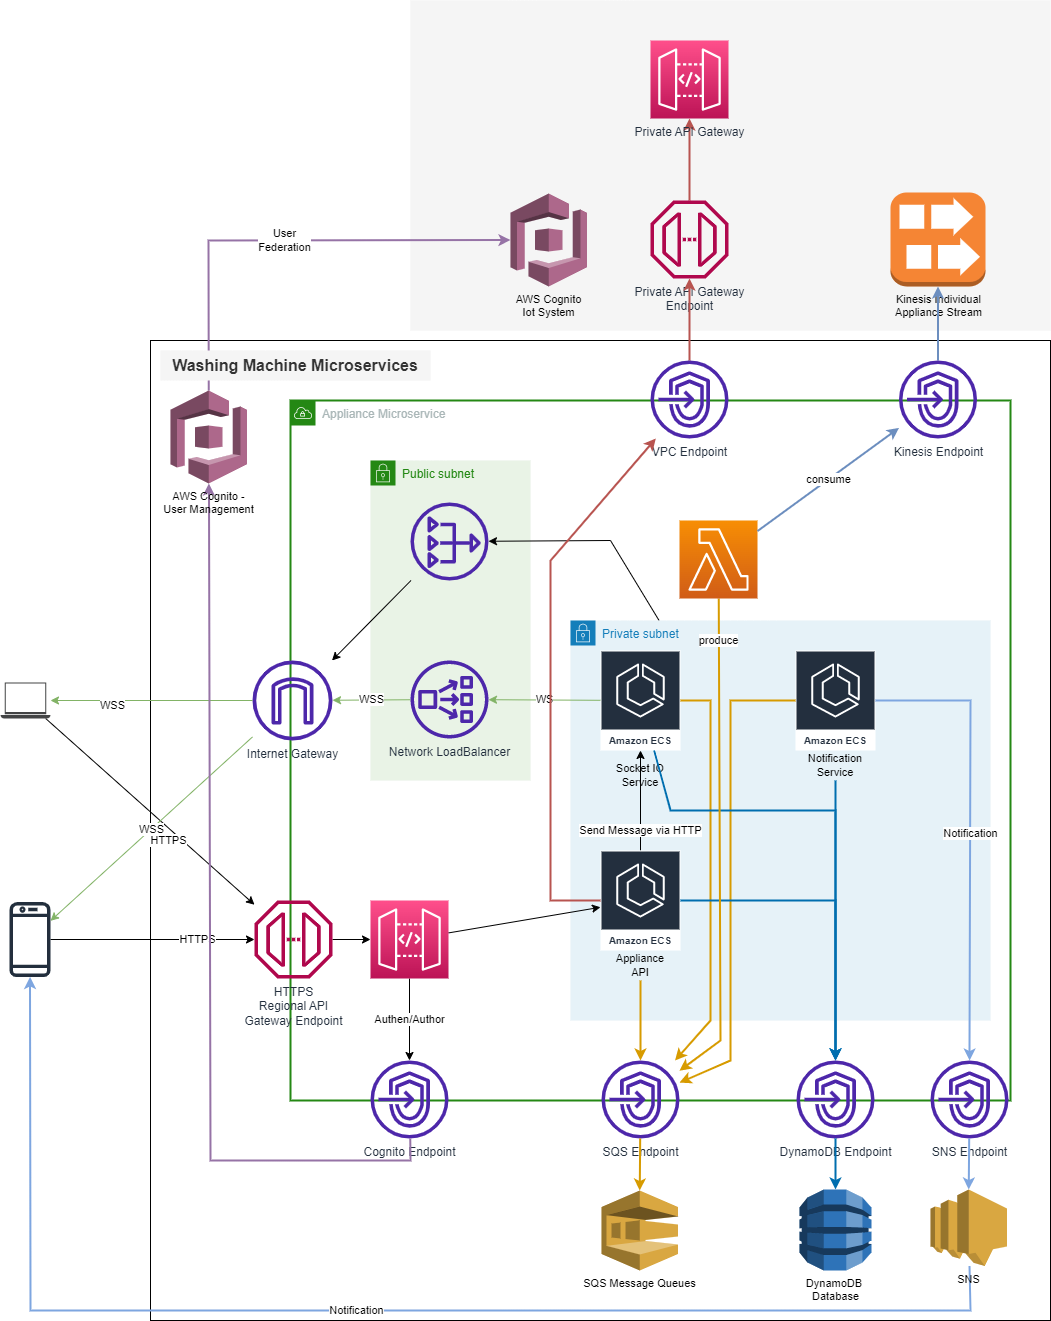 Private API Gateway
User
Federation
AWS Cognito
Iot System
Private API Gateway
Endpoint
Kinesis Individual
Appliance Stream
Washing Machine Microservices
Appliance Microservice
VPC Endpoint
Kinesis Endpoint
AWS Cognito -
User Management
Public subnet
consume
Private subnet
produce
WSS
WSS
WS
Internet Gateway
Network LoadBalancer
Amazon ECS
Socket IO
Service
Amazon ECS
Notification
Service
WSS
HTTPS
Send Message via HTTP
Notification
HTTPS
Amazon ECS
Appliance
API
HTTPS
Regional API
Gateway Endpoint
Authen/Author
Cognito Endpoint
SQS Endpoint
DynamoDB Endpoint
SNS Endpoint
SQS Message Queues
DynamoDB
Database
SNS
Notification